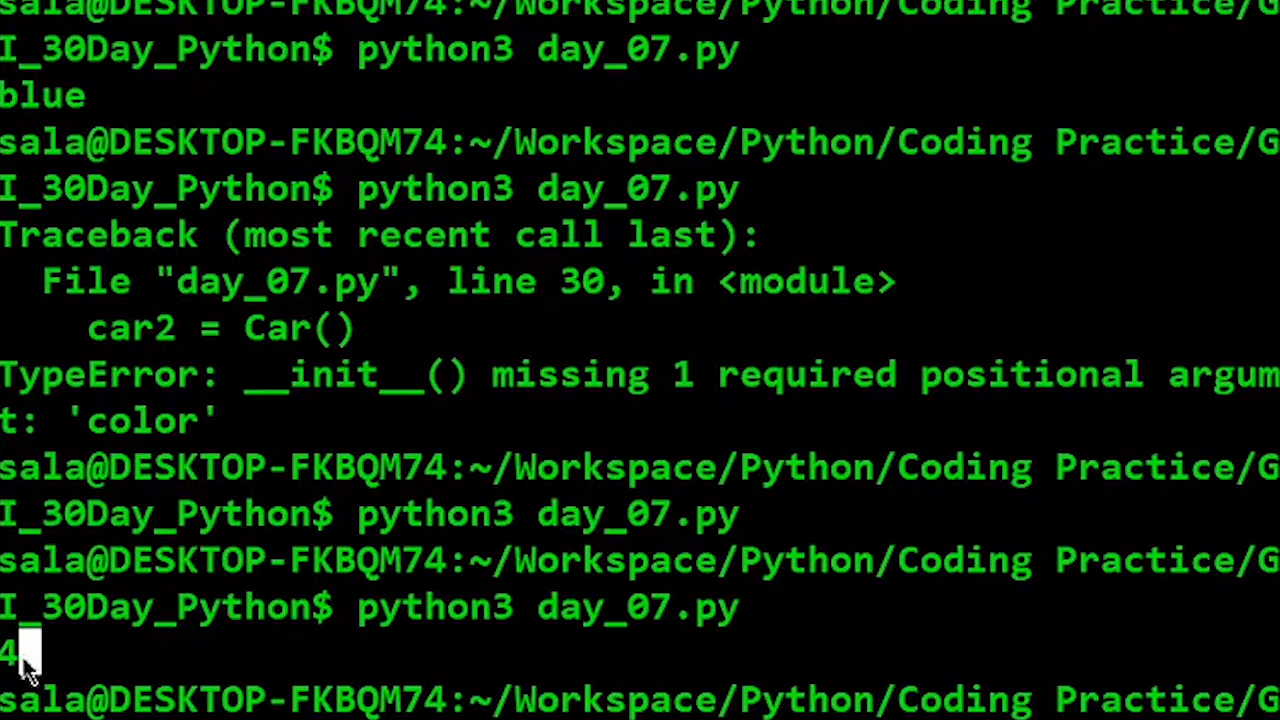 sala@DESKTOP-FKBQM74:~/Workspace/Python/Coding Practice/G
I_30Day_Python$ python3 day_07.py
blue
sala@DESKTOP-FKBQM74:~/Workspace/Python/Coding Practice/G
I_30Day_Python$ python3 day_07.py
Traceback (most recent call last):
  File "day_07.py", line 30, in <module>
    car2 = Car()
TypeError: __init__() missing 1 required positional argum
t: 'color'
sala@DESKTOP-FKBQM74:~/Workspace/Python/Coding Practice/G
I_30Day_Python$ python3 day_07.py
sala@DESKTOP-FKBQM74:~/Workspace/Python/Coding Practice/G
I_30Day_Python$ python3 day_07.py
4
sala@DESKTOP-FKBQM74:~/Workspace/Python/Coding Practice/G